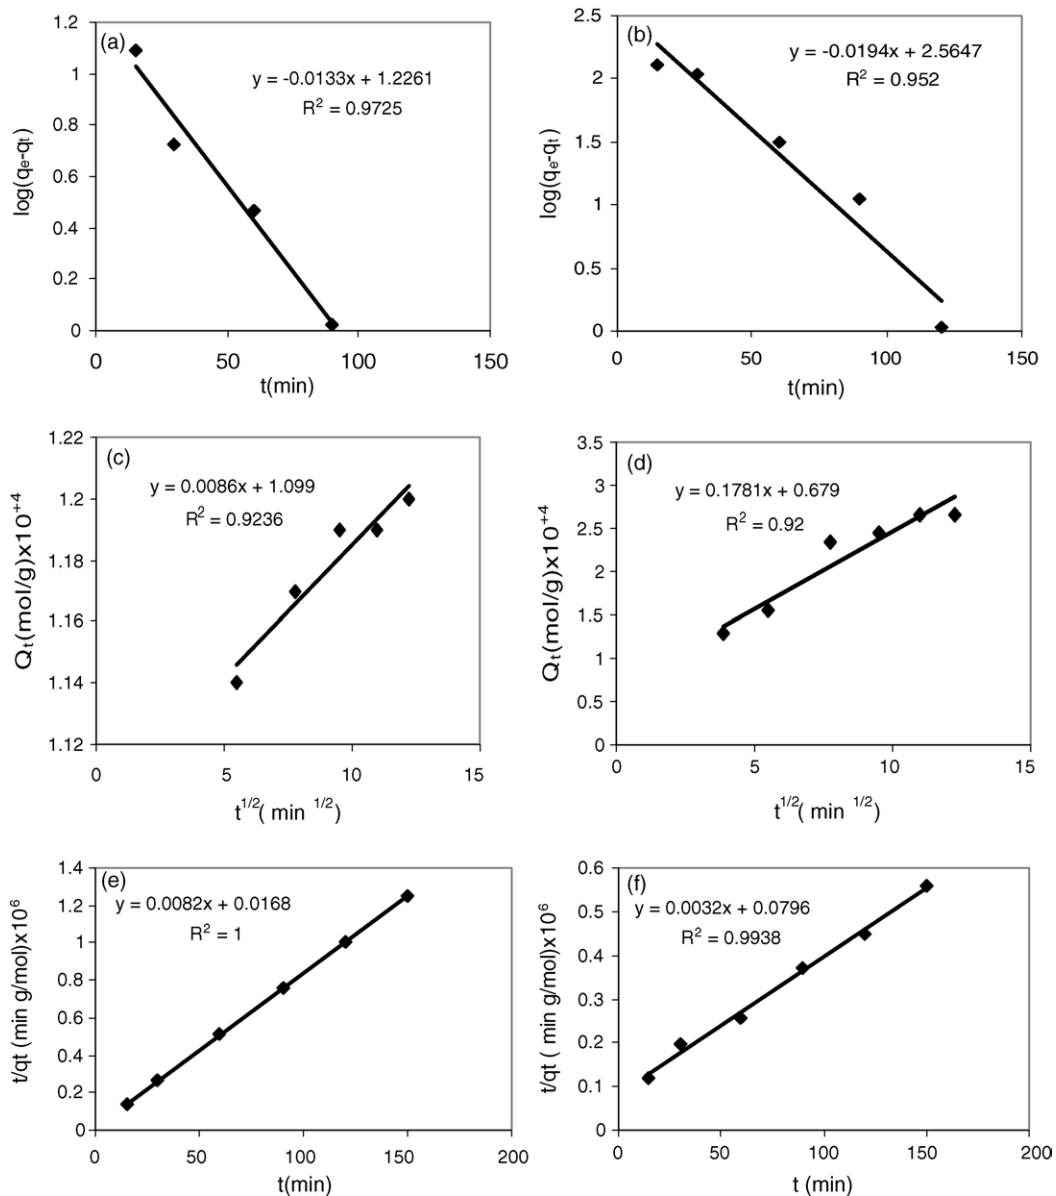 (a)
y = -0.0133x + 1.2261
R² = 0.9725
1.2
1
0.8
0.6
0.4
0.2
0
0
50
100
150
log(qₑ-qₜ)
t(min)
(b)
y = -0.0194x + 2.5647
R² = 0.952
2.5
2
1.5
1
0.5
0
0
50
100
150
log(qₑ-qₜ)
t(min)
(c)
y = 0.0086x + 1.099
R² = 0.9236
1.22
1.2
1.18
1.16
1.14
1.12
0
5
10
15
Qₜ(mol/g)x10⁺⁴
t¹/²( min ¹/²)
(d)
y = 0.1781x + 0.679
R² = 0.92
3.5
3
2.5
2
1.5
1
0.5
0
0
5
10
15
Qₜ(mol/g)x10⁺⁴
t¹/²( min ¹/²)
(e)
y = 0.0082x + 0.0168
R² = 1
1.4
1.2
1
0.8
0.6
0.4
0.2
0
0
50
100
150
200
t/qt (min g/mol)x10⁶
t(min)
(f)
y = 0.0032x + 0.0796
R² = 0.9938
0.6
0.5
0.4
0.3
0.2
0.1
0
0
50
100
150
200
t/qt ( min g/mol)x10⁶
t (min)